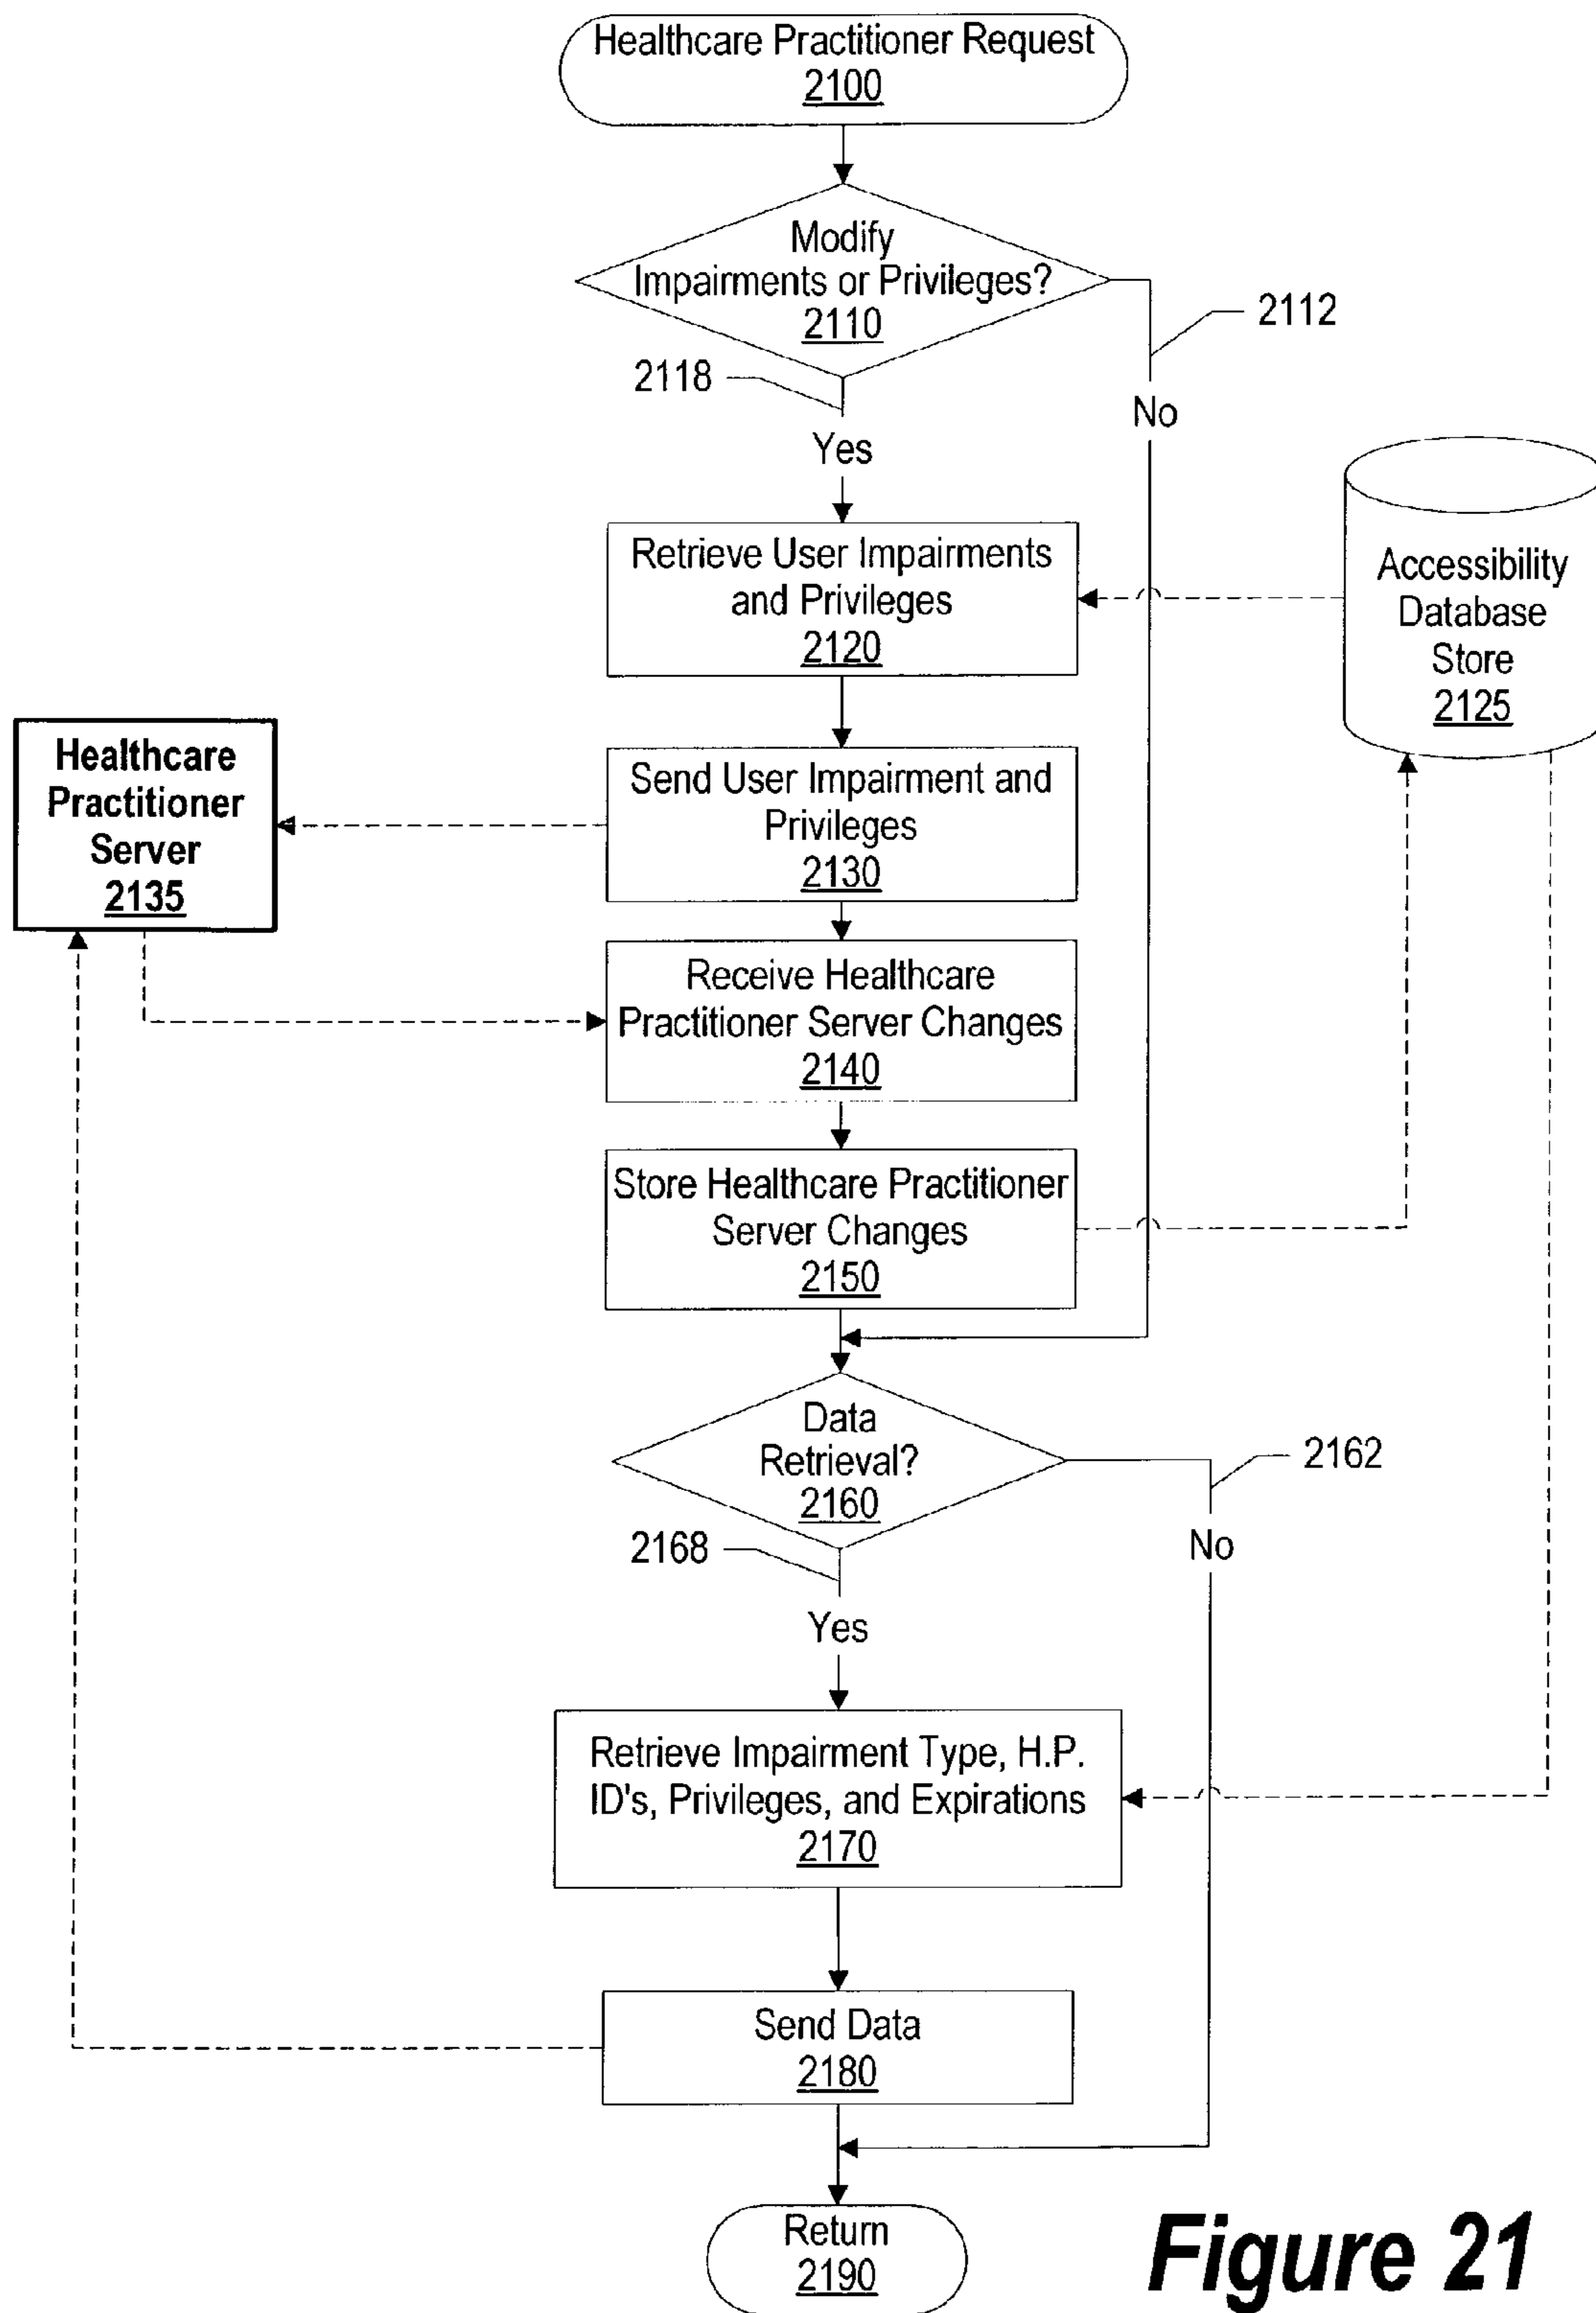 Healthcare Practitioner Request
2100
Modify
Impairments or Privileges?
2110
2112
2118
No
Yes
Retrieve User Impairments
and Privileges
2120
Accessibility
Database
Store
2125
Healthcare
Practitioner
Server
2135
Send User Impairment and
Privileges
2130
Receive Healthcare
Practitioner Server Changes
2140
Store Healthcare Practitioner
Server Changes
2150
Data
Retrieval?
2160
2162
2168
No
Yes
Retrieve Impairment Type, H.P.
ID's, Privileges, and Expirations
2170
Send Data
2180
Return
2190
Figure 21